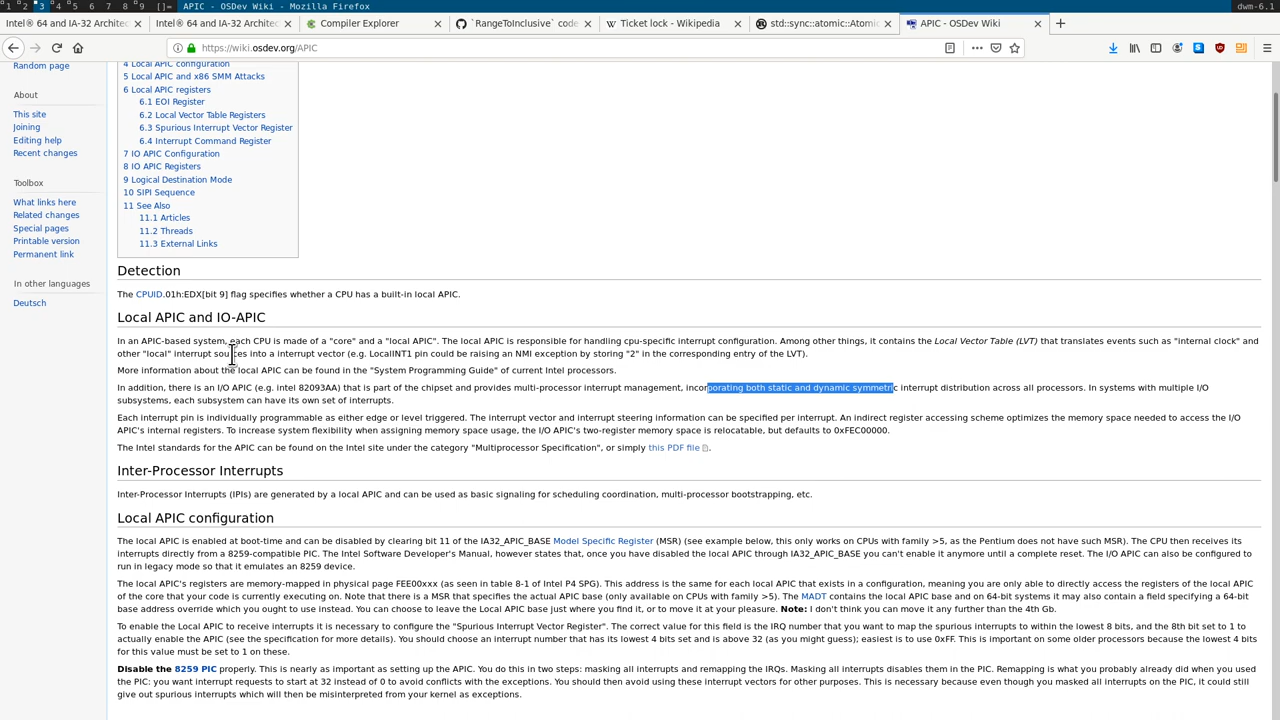 1 2 3 4 5 6 7 8 9 []= APIC - OSDev Wiki - Mozilla Firefox dwm-6.1
Intel® 64 and IA-32 Architec Intel® 64 and IA-32 Architec Compiler Explorer `RangeToInclusive` code Ticket lock - Wikipedia std::sync::atomic::Atomic APIC - OSDev Wiki
https://wiki.osdev.org/APIC
Random page
About
This site
Joining
Editing help
Recent changes
Toolbox
What links here
Related changes
Special pages
Printable version
Permanent link
In other languages
Deutsch
4 Local APIC configuration
5 Local APIC and x86 SMM Attacks
6 Local APIC registers
6.1 EOI Register
6.2 Local Vector Table Registers
6.3 Spurious Interrupt Vector Register
6.4 Interrupt Command Register
7 IO APIC Configuration
8 IO APIC Registers
9 Logical Destination Mode
10 SIPI Sequence
11 See Also
11.1 Articles
11.2 Threads
11.3 External Links
Detection
The CPUID.01h:EDX[bit 9] flag specifies whether a CPU has a built-in local APIC.
Local APIC and IO-APIC
In an APIC-based system, each CPU is made of a "core" and a "local APIC". The local APIC is responsible for handling cpu-specific interrupt configuration. Among other things, it contains the Local Vector Table (LVT) that translates events such as "internal clock" and
other "local" interrupt sources into a interrupt vector (e.g. LocalINT1 pin could be raising an NMI exception by storing "2" in the corresponding entry of the LVT).
More information about the local APIC can be found in the "System Programming Guide" of current Intel processors.
In addition, there is an I/O APIC (e.g. intel 82093AA) that is part of the chipset and provides multi-processor interrupt management, incorporating both static and dynamic symmetric interrupt distribution across all processors. In systems with multiple I/O
subsystems, each subsystem can have its own set of interrupts.
Each interrupt pin is individually programmable as either edge or level triggered. The interrupt vector and interrupt steering information can be specified per interrupt. An indirect register accessing scheme optimizes the memory space needed to access the I/O
APIC's internal registers. To increase system flexibility when assigning memory space usage, the I/O APIC's two-register memory space is relocatable, but defaults to 0xFEC00000.
The Intel standards for the APIC can be found on the Intel site under the category "Multiprocessor Specification", or simply this PDF file.
Inter-Processor Interrupts
Inter-Processor Interrupts (IPIs) are generated by a local APIC and can be used as basic signaling for scheduling coordination, multi-processor bootstrapping, etc.
Local APIC configuration
The local APIC is enabled at boot-time and can be disabled by clearing bit 11 of the IA32_APIC_BASE Model Specific Register (MSR) (see example below, this only works on CPUs with family >5, as the Pentium does not have such MSR). The CPU then receives its
interrupts directly from a 8259-compatible PIC. The Intel Software Developer's Manual, however states that, once you have disabled the local APIC through IA32_APIC_BASE you can't enable it anymore until a complete reset. The I/O APIC can also be configured to
run in legacy mode so that it emulates an 8259 device.
The local APIC's registers are memory-mapped in physical page FEE00xxx (as seen in table 8-1 of Intel P4 SPG). This address is the same for each local APIC that exists in a configuration, meaning you are only able to directly access the registers of the local APIC
of the core that your code is currently executing on. Note that there is a MSR that specifies the actual APIC base (only available on CPUs with family >5). The MADT contains the local APIC base and on 64-bit systems it may also contain a field specifying a 64-bit
base address override which you ought to use instead. You can choose to leave the Local APIC base just where you find it, or to move it at your pleasure. Note: I don't think you can move it any further than the 4th Gb.
To enable the Local APIC to receive interrupts it is necessary to configure the "Spurious Interrupt Vector Register". The correct value for this field is the IRQ number that you want to map the spurious interrupts to within the lowest 8 bits, and the 8th bit set to 1 to
actually enable the APIC (see the specification for more details). You should choose an interrupt number that has its lowest 4 bits set and is above 32 (as you might guess); easiest is to use 0xFF. This is important on some older processors because the lowest 4 bits
for this value must be set to 1 on these.
Disable the 8259 PIC properly. This is nearly as important as setting up the APIC. You do this in two steps: masking all interrupts and remapping the IRQs. Masking all interrupts disables them in the PIC. Remapping is what you probably already did when you used
the PIC: you want interrupt requests to start at 32 instead of 0 to avoid conflicts with the exceptions. You should then avoid using these interrupt vectors for other purposes. This is necessary because even though you masked all interrupts on the PIC, it could still
give out spurious interrupts which will then be misinterpreted from your kernel as exceptions.